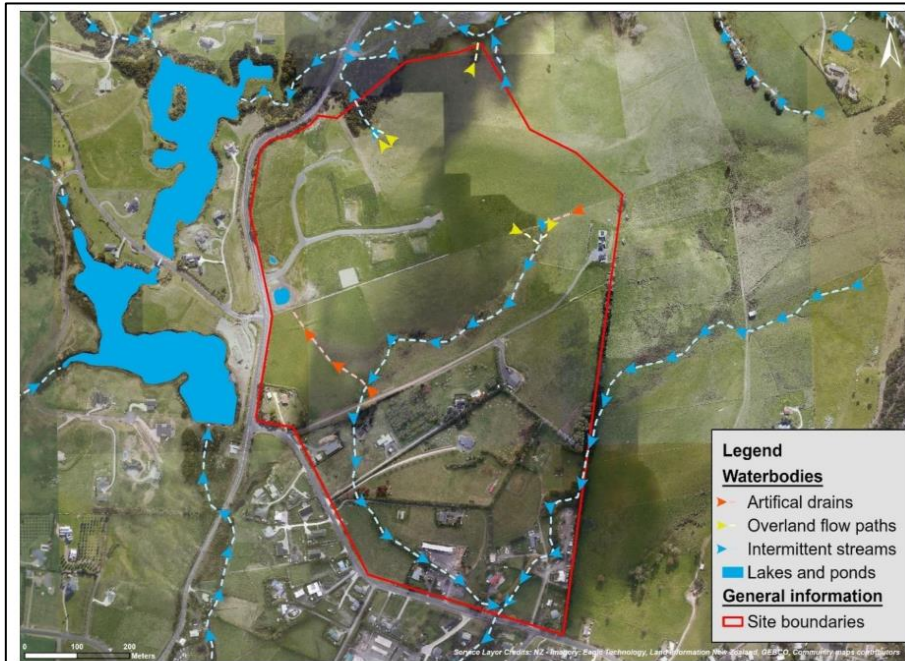 N
Legend
Waterbodies
Artifical drains
Overland flow paths
Intermittent streams
Lakes and ponds
General information
Site boundaries
0 100 200
Meters
Service Layer Credits: NZ - Imagery: Eagle Technology, Land Information New Zealand, GEBCO, Community maps contributors